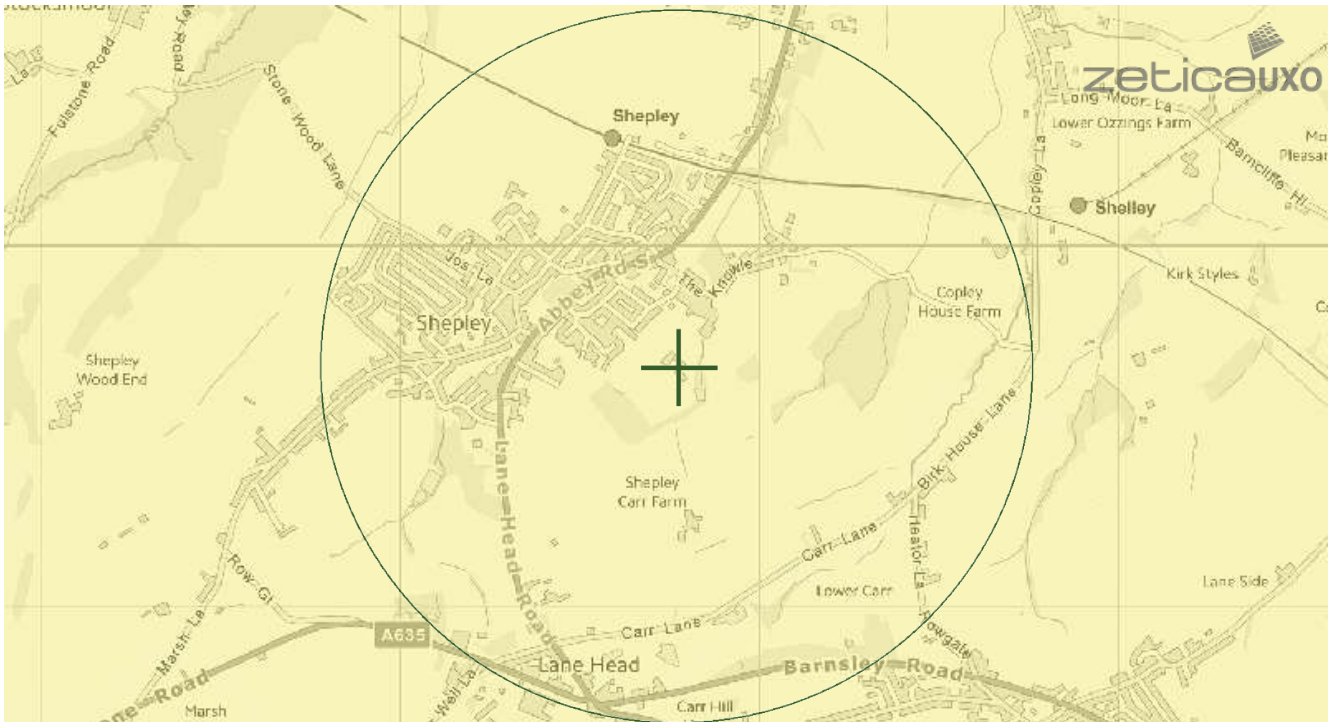 Fulstone Road
Road
La
Stone Wood Lane
Shepley
zeticauxo
Long Moor La
Lower Ozzings Farm
Barncliffe Hi
Copley La
Shelley
Jos La
Abbey Rd S
The Knowle
Kirk Styles
Copley
House Farm
Shepley
Shepley
Wood End
Lane Head Road
Birk House Lane
Shepley
Carr Farm
Carr Lane
Heator La
Lower Carr
Lane Side
Row Gt
Marsh La
A635
Carr Lane
Rowgate
Lane Head
Barnsley Road
Well La
Road
Marsh
Carr Hill